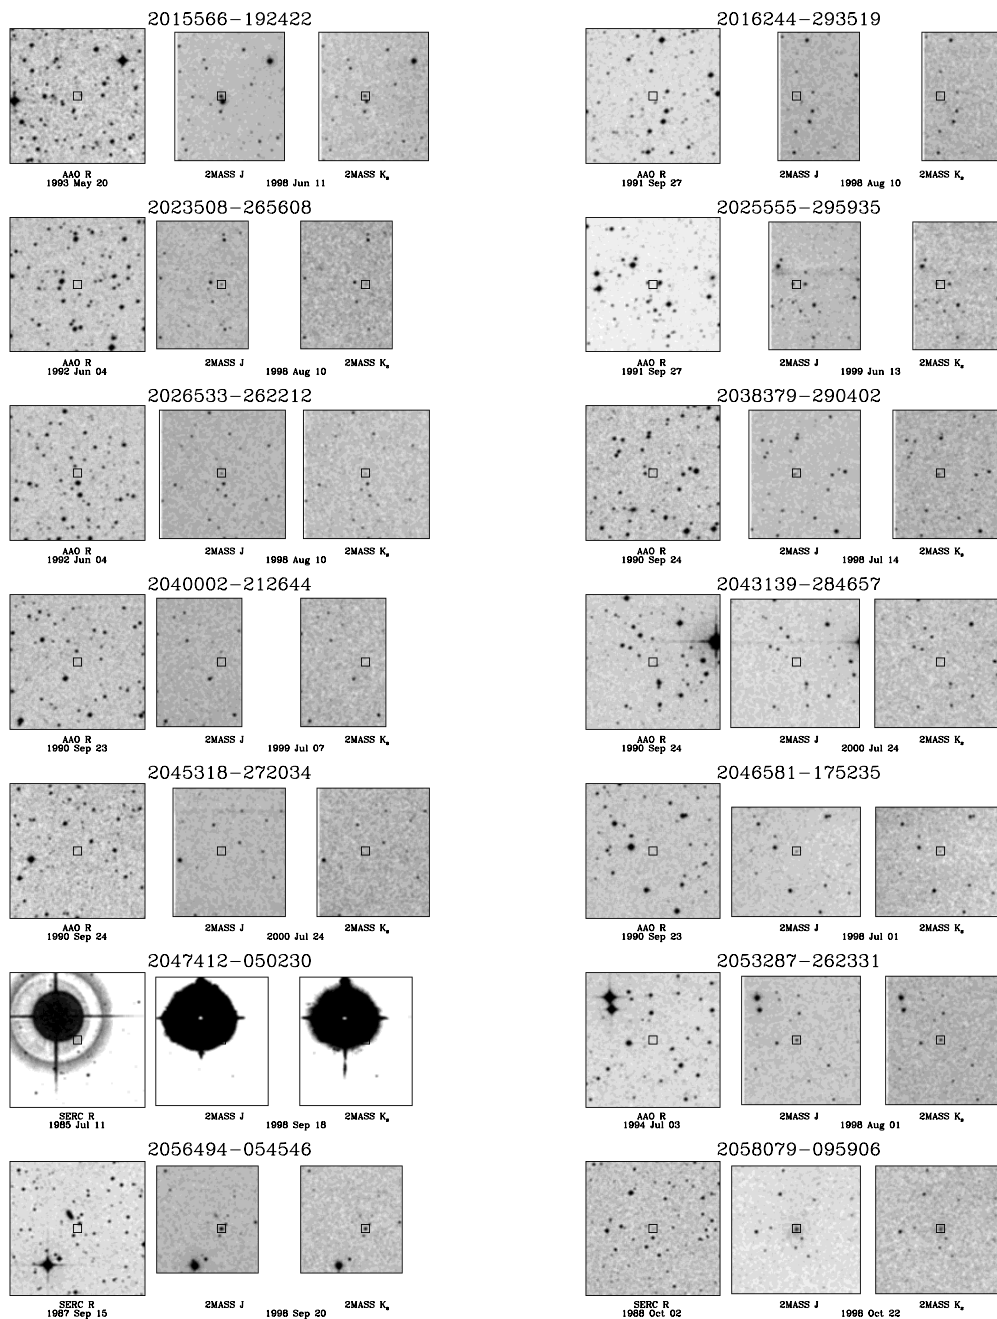 2015566-192422
AAO R
1993 May 20
2MASS J
1998 Jun 11
2MASS Ks
2016244-293519
AAO R
1991 Sep 27
2MASS J
1998 Aug 10
2MASS Ks
2023508-265608
AAO R
1992 Jun 04
2MASS J
1998 Aug 10
2MASS Ks
2025555-295935
AAO R
1991 Sep 27
2MASS J
1999 Jun 13
2MASS Ks
2026533-262212
AAO R
1992 Jun 04
2MASS J
1998 Aug 10
2MASS Ks
2038379-290402
AAO R
1990 Sep 24
2MASS J
1998 Jul 14
2MASS Ks
2040002-212644
AAO R
1990 Sep 23
2MASS J
1999 Jul 07
2MASS Ks
2043139-284657
AAO R
1990 Sep 24
2MASS J
2000 Jul 24
2MASS Ks
2045318-272034
AAO R
1990 Sep 24
2MASS J
2000 Jul 24
2MASS Ks
2046581-175235
AAO R
1990 Sep 23
2MASS J
1998 Jul 01
2MASS Ks
2047412-050230
SERC R
1985 Jul 11
2MASS J
1998 Sep 18
2MASS Ks
2053287-262331
AAO R
1994 Jul 03
2MASS J
1998 Aug 01
2MASS Ks
2056494-054546
SERC R
1987 Sep 15
2MASS J
1998 Sep 20
2MASS Ks
2058079-095906
SERC R
1988 Oct 02
2MASS J
1998 Oct 22
2MASS Ks